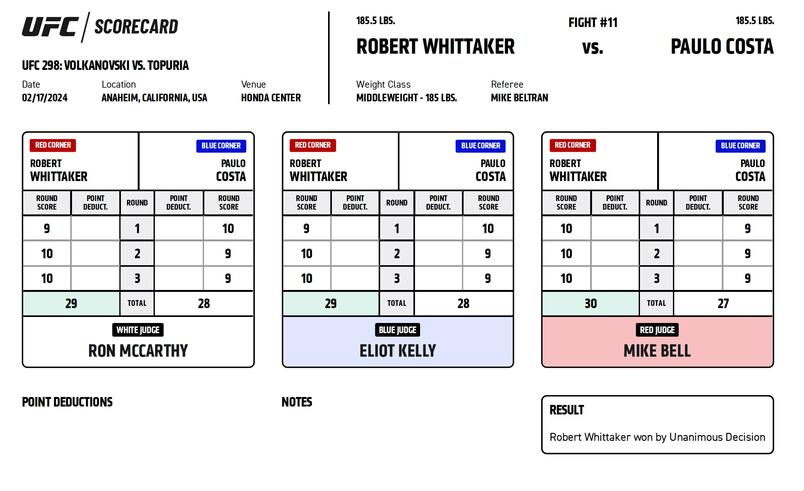 UFC / SCORECARD
UFC 298: VOLKANOVSKI VS. TOPURIA
Date Location Venue
02/17/2024 ANAHEIM, CALIFORNIA, USA HONDA CENTER
185.5 LBS. FIGHT #11 185.5 LBS.
ROBERT WHITTAKER VS. PAULO COSTA
Weight Class Referee
MIDDLEWEIGHT - 185 LBS. MIKE BELTRAN
RED CORNER BLUE CORNER
ROBERT PAULO
WHITTAKER COSTA
ROUND POINT ROUND POINT ROUND
SCORE DEDUCT. DEDUCT. SCORE
9 1 10
10 2 9
10 3 9
29 TOTAL 28
WHITE JUDGE
RON MCCARTHY
RED CORNER BLUE CORNER
ROBERT PAULO
WHITTAKER COSTA
ROUND POINT ROUND POINT ROUND
SCORE DEDUCT. DEDUCT. SCORE
9 1 10
10 2 9
10 3 9
29 TOTAL 28
BLUE JUDGE
ELIOT KELLY
RED CORNER BLUE CORNER
ROBERT PAULO
WHITTAKER COSTA
ROUND POINT ROUND POINT ROUND
SCORE DEDUCT. DEDUCT. SCORE
10 1 9
10 2 9
10 3 9
30 TOTAL 27
RED JUDGE
MIKE BELL
POINT DEDUCTIONS
NOTES
RESULT
Robert Whittaker won by Unanimous Decision